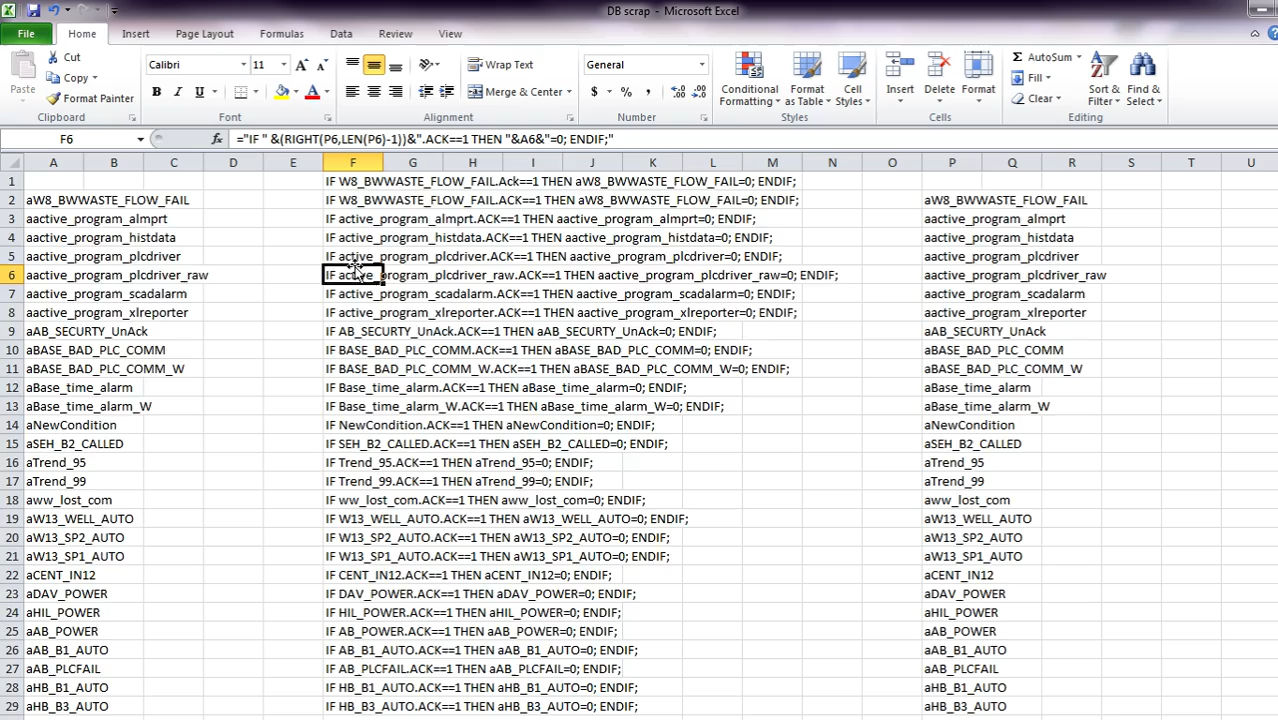 DB scrap - Microsoft Excel
File Home Insert Page Layout Formulas Data Review View
Paste Cut Copy Format Painter Clipboard
Calibri 11 A A B I U A Font
Wrap Text Merge & Center Alignment
General $ % , Number
Conditional Formatting Format as Table Cell Styles Styles
Insert Delete Format Cells
Σ AutoSum Fill Clear Sort & Filter Find & Select Editing
F6 fx ="IF " &(RIGHT(P6,LEN(P6)-1))&".ACK==1 THEN "&A6&"=0; ENDIF;"
A B C D E F G H I J K L M N O P Q R S T U
1 IF W8_BWWASTE_FLOW_FAIL.Ack==1 THEN aW8_BWWASTE_FLOW_FAIL=0; ENDIF;
2 aW8_BWWASTE_FLOW_FAIL IF W8_BWWASTE_FLOW_FAIL.ACK==1 THEN aW8_BWWASTE_FLOW_FAIL=0; ENDIF; aW8_BWWASTE_FLOW_FAIL
3 aactive_program_almprt IF active_program_almprt.ACK==1 THEN aactive_program_almprt=0; ENDIF; aactive_program_almprt
4 aactive_program_histdata IF active_program_histdata.ACK==1 THEN aactive_program_histdata=0; ENDIF; aactive_program_histdata
5 aactive_program_plcdriver IF active_program_plcdriver.ACK==1 THEN aactive_program_plcdriver=0; ENDIF; aactive_program_plcdriver
6 aactive_program_plcdriver_raw IF active_program_plcdriver_raw.ACK==1 THEN aactive_program_plcdriver_raw=0; ENDIF; aactive_program_plcdriver_raw
7 aactive_program_scadalarm IF active_program_scadalarm.ACK==1 THEN aactive_program_scadalarm=0; ENDIF; aactive_program_scadalarm
8 aactive_program_xlreporter IF active_program_xlreporter.ACK==1 THEN aactive_program_xlreporter=0; ENDIF; aactive_program_xlreporter
9 aAB_SECURTY_UnAck IF AB_SECURTY_UnAck.ACK==1 THEN aAB_SECURTY_UnAck=0; ENDIF; aAB_SECURTY_UnAck
10 aBASE_BAD_PLC_COMM IF BASE_BAD_PLC_COMM.ACK==1 THEN aBASE_BAD_PLC_COMM=0; ENDIF; aBASE_BAD_PLC_COMM
11 aBASE_BAD_PLC_COMM_W IF BASE_BAD_PLC_COMM_W.ACK==1 THEN aBASE_BAD_PLC_COMM_W=0; ENDIF; aBASE_BAD_PLC_COMM_W
12 aBase_time_alarm IF Base_time_alarm.ACK==1 THEN aBase_time_alarm=0; ENDIF; aBase_time_alarm
13 aBase_time_alarm_W IF Base_time_alarm_W.ACK==1 THEN aBase_time_alarm_W=0; ENDIF; aBase_time_alarm_W
14 aNewCondition IF NewCondition.ACK==1 THEN aNewCondition=0; ENDIF; aNewCondition
15 aSEH_B2_CALLED IF SEH_B2_CALLED.ACK==1 THEN aSEH_B2_CALLED=0; ENDIF; aSEH_B2_CALLED
16 aTrend_95 IF Trend_95.ACK==1 THEN aTrend_95=0; ENDIF; aTrend_95
17 aTrend_99 IF Trend_99.ACK==1 THEN aTrend_99=0; ENDIF; aTrend_99
18 aww_lost_com IF ww_lost_com.ACK==1 THEN aww_lost_com=0; ENDIF; aww_lost_com
19 aW13_WELL_AUTO IF W13_WELL_AUTO.ACK==1 THEN aW13_WELL_AUTO=0; ENDIF; aW13_WELL_AUTO
20 aW13_SP2_AUTO IF W13_SP2_AUTO.ACK==1 THEN aW13_SP2_AUTO=0; ENDIF; aW13_SP2_AUTO
21 aW13_SP1_AUTO IF W13_SP1_AUTO.ACK==1 THEN aW13_SP1_AUTO=0; ENDIF; aW13_SP1_AUTO
22 aCENT_IN12 IF CENT_IN12.ACK==1 THEN aCENT_IN12=0; ENDIF; aCENT_IN12
23 aDAV_POWER IF DAV_POWER.ACK==1 THEN aDAV_POWER=0; ENDIF; aDAV_POWER
24 aHIL_POWER IF HIL_POWER.ACK==1 THEN aHIL_POWER=0; ENDIF; aHIL_POWER
25 aAB_POWER IF AB_POWER.ACK==1 THEN aAB_POWER=0; ENDIF; aAB_POWER
26 aAB_B1_AUTO IF AB_B1_AUTO.ACK==1 THEN aAB_B1_AUTO=0; ENDIF; aAB_B1_AUTO
27 aAB_PLCFAIL IF AB_PLCFAIL.ACK==1 THEN aAB_PLCFAIL=0; ENDIF; aAB_PLCFAIL
28 aHB_B1_AUTO IF HB_B1_AUTO.ACK==1 THEN aHB_B1_AUTO=0; ENDIF; aHB_B1_AUTO
29 aHB_B3_AUTO IF HB_B3_AUTO.ACK==1 THEN aHB_B3_AUTO=0; ENDIF; aHB_B3_AUTO